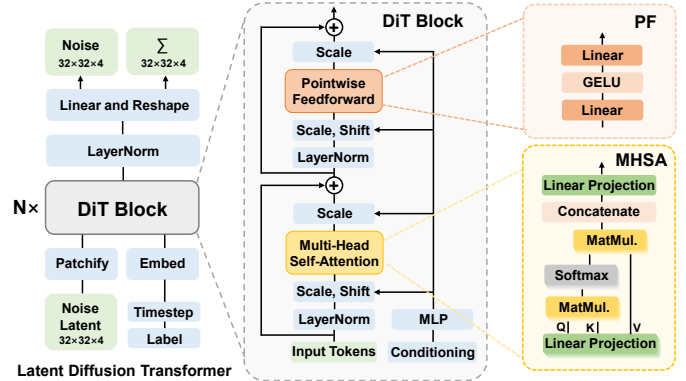 Noise
32×32×4
∑
32×32×4
Linear and Reshape
LayerNorm
N×
DiT Block
Patchify
Embed
Noise
Latent
32×32×4
Timestep
Label
Latent Diffusion Transformer
DiT Block
Scale
Pointwise
Feedforward
Scale, Shift
LayerNorm
Scale
Multi-Head
Self-Attention
Scale, Shift
LayerNorm
MLP
Input Tokens
Conditioning
PF
Linear
GELU
Linear
MHSA
Linear Projection
Concatenate
MatMul.
Softmax
MatMul.
Q K V
Linear Projection